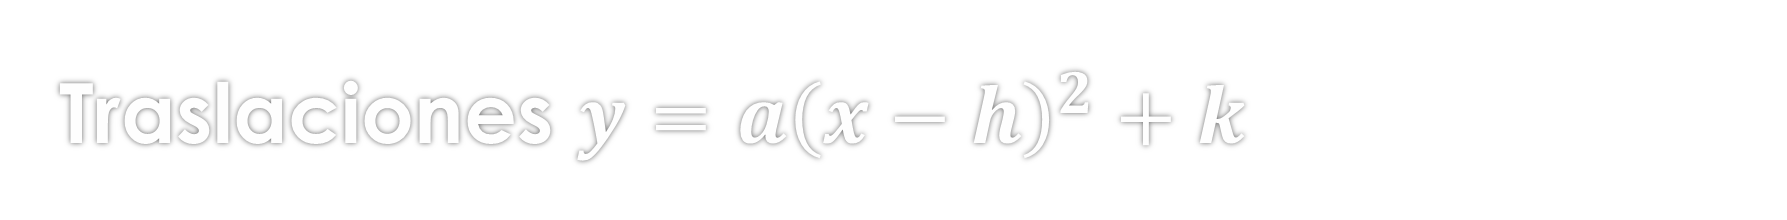 Traslaciones y = a(x − h)² + k